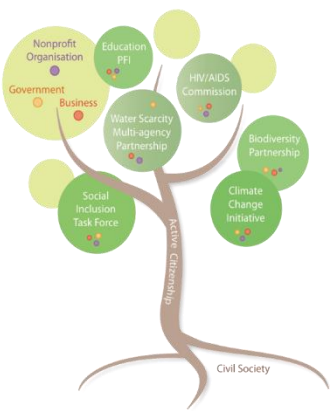 Nonprofit
Organisation
Government
Business
Education
PFI
HIV/AIDS
Commission
Water Scarcity
Multi-agency
Partnership
Biodiversity
Partnership
Social
Inclusion
Task Force
Climate
Change
Initiative
Active Citizenship
Civil Society